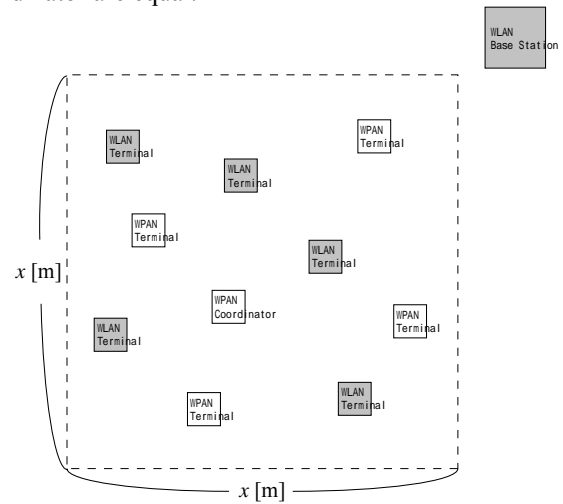 WLAN
Base Station
WLAN
Terminal
WPAN
Terminal
WLAN
Terminal
WPAN
Terminal
WLAN
Terminal
x [m]
WPAN
Coordinator
WPAN
Terminal
WLAN
Terminal
WPAN
Terminal
WLAN
Terminal
x [m]